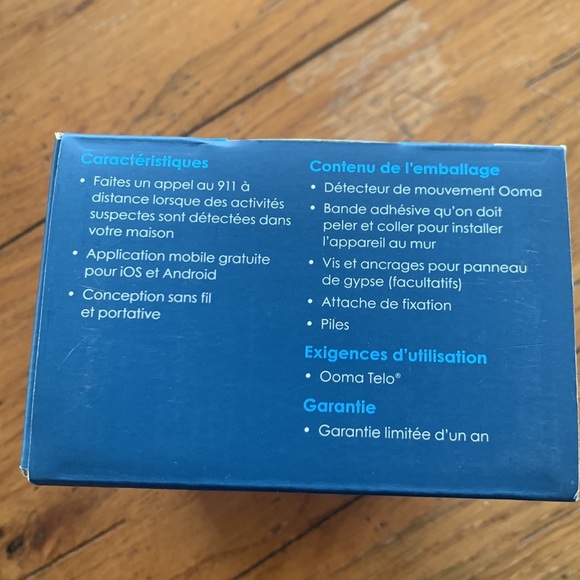 Caractéristiques
• Faites un appel au 911 à
distance lorsque des activités
suspectes sont détectées dans
votre maison
• Application mobile gratuite
pour iOS et Android
• Conception sans fil
et portative
Contenu de l'emballage
• Détecteur de mouvement Ooma
• Bande adhésive qu'on doit
peler et coller pour installer
l'appareil au mur
• Vis et ancrages pour panneau
de gypse (facultatifs)
• Attache de fixation
• Piles
Exigences d'utilisation
• Ooma Telo®
Garantie
• Garantie limitée d'un an